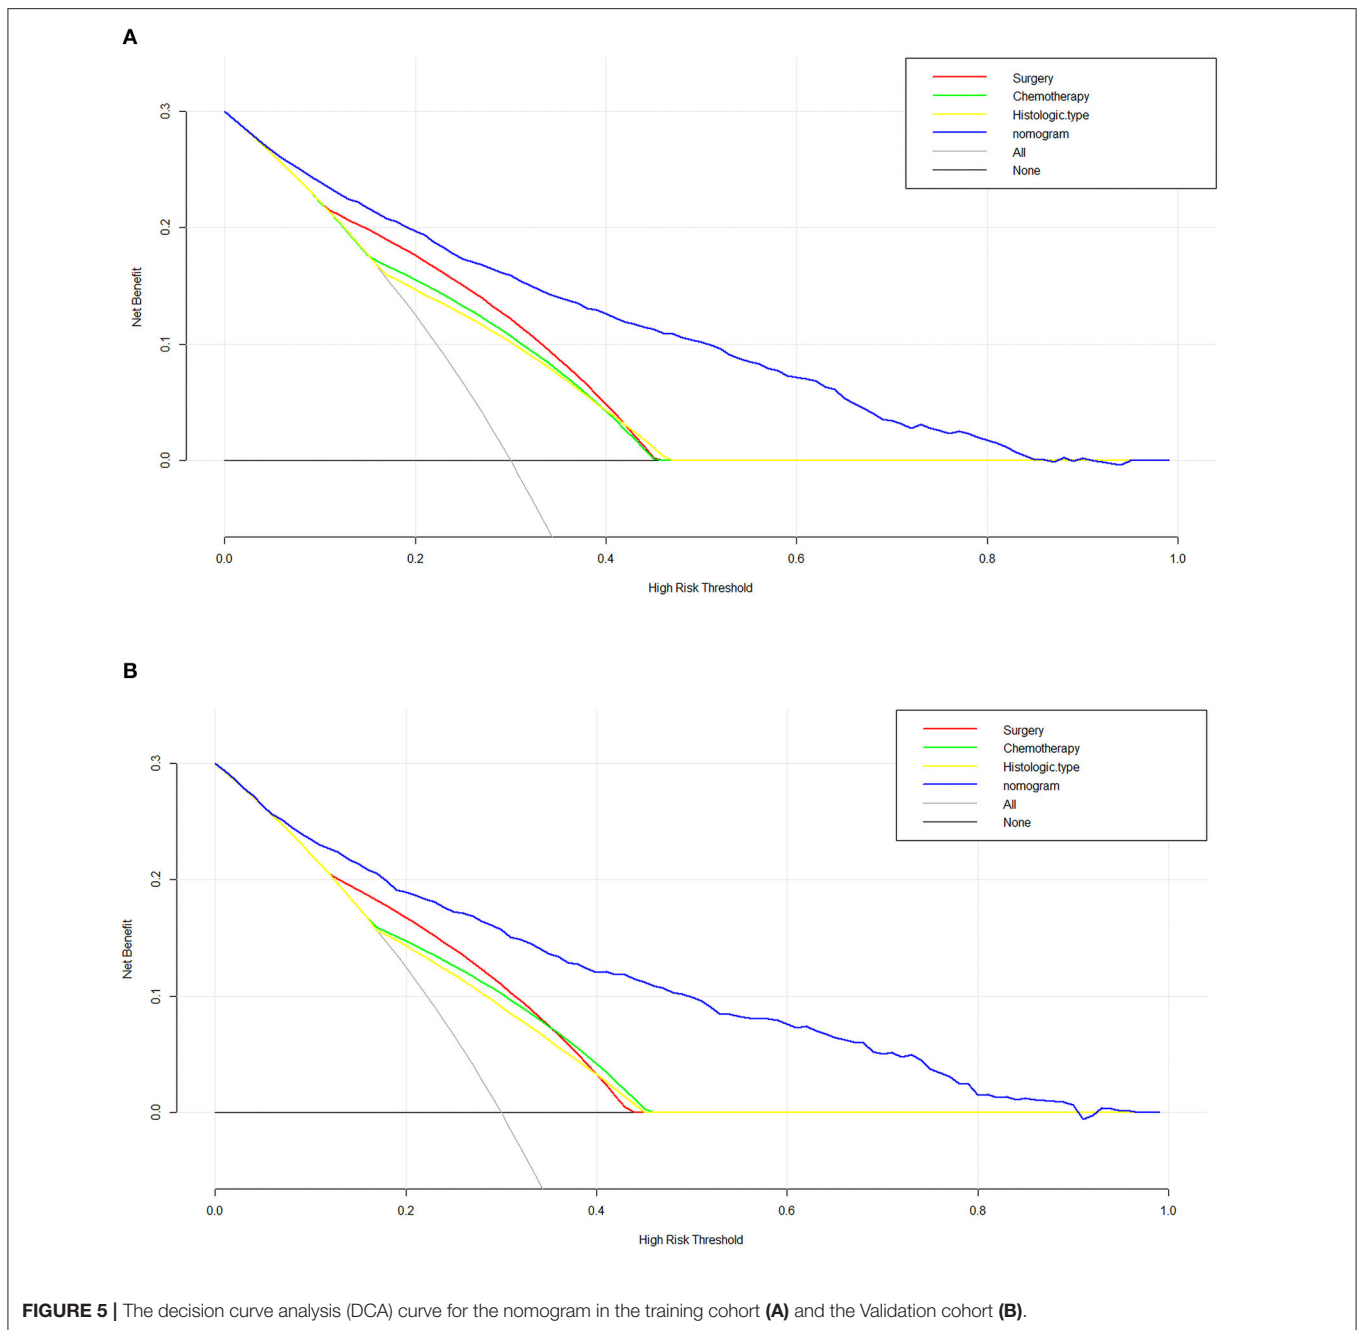 A
Surgery
Chemotherapy
Histologic.type
nomogram
All
None
Net Benefit
0.3
0.2
0.1
0.0
0.0 0.2 0.4 0.6 0.8 1.0
High Risk Threshold
B
Surgery
Chemotherapy
Histologic.type
nomogram
All
None
Net Benefit
0.3
0.2
0.1
0.0
0.0 0.2 0.4 0.6 0.8 1.0
High Risk Threshold
FIGURE 5 | The decision curve analysis (DCA) curve for the nomogram in the training cohort (A) and the Validation cohort (B).